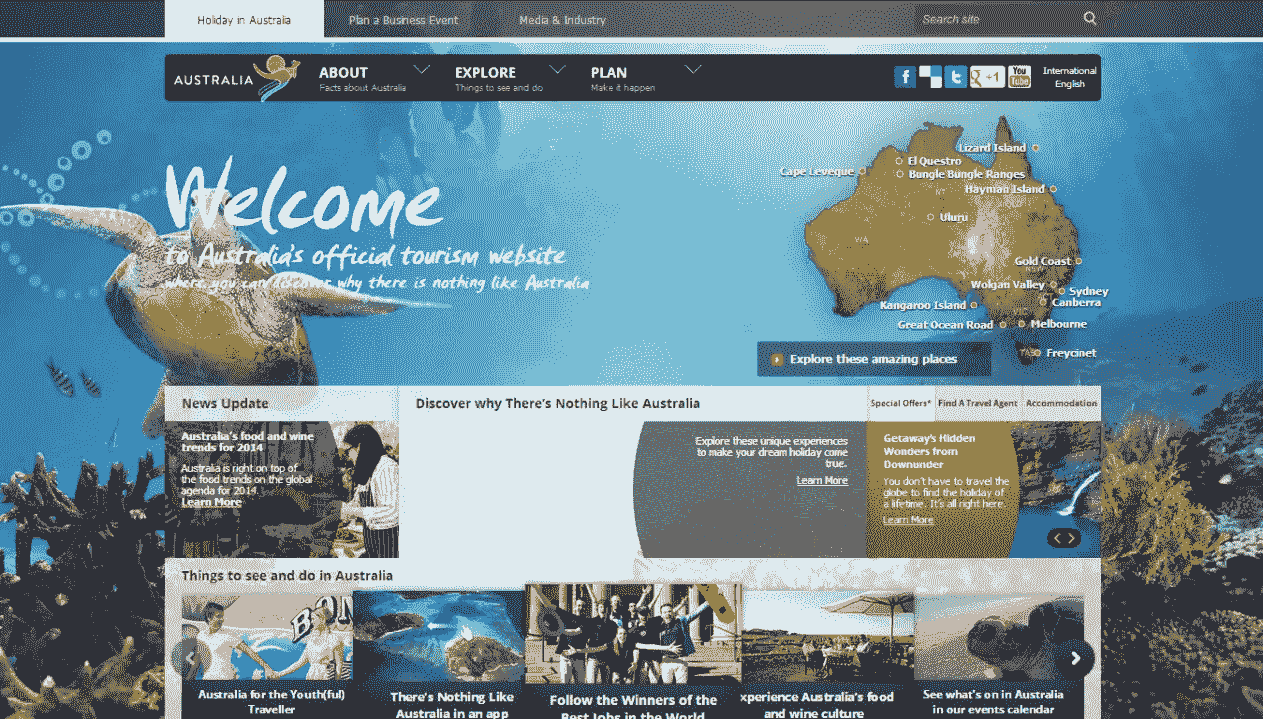 Holiday in Australia
Plan a Business Event
Media & Industry
Search site
AUSTRALIA
ABOUT
Facts about Australia
EXPLORE
Things to see and do
PLAN
Make it happen
f
t
g +1
You
Tube
International
English
Welcome
to Australia's official tourism website
where you can discover why there is nothing like Australia
Lizard Island
El Questro
Cape Leveque
Bungle Bungle Ranges
Hayman Island
NT
Uluru
WA
Gold Coast
NSW
Wolgan Valley
Sydney
Canberra
Kangaroo Island
VIC
Great Ocean Road
Melbourne
TAS
Freycinet
Explore these amazing places
News Update
Discover why There's Nothing Like Australia
Special Offers*
Find A Travel Agent
Accommodation
Australia's food and wine
trends for 2014
Australia is right on top of
the food trends on the global
agenda for 2014.
Learn More
Explore these unique experiences
to make your dream holiday come
true.
Learn More
Getaway's Hidden
Wonders from
Downunder
You don't have to travel the
globe to find the holiday of
a lifetime. It's all right here.
Learn More
Things to see and do in Australia
BON
Australia for the Youth(ful)
Traveller
There's Nothing Like
Australia in an app
Follow the Winners of the
Best Jobs in the World
xperience Australia's food
and wine culture
See what's on in Australia
in our events calendar